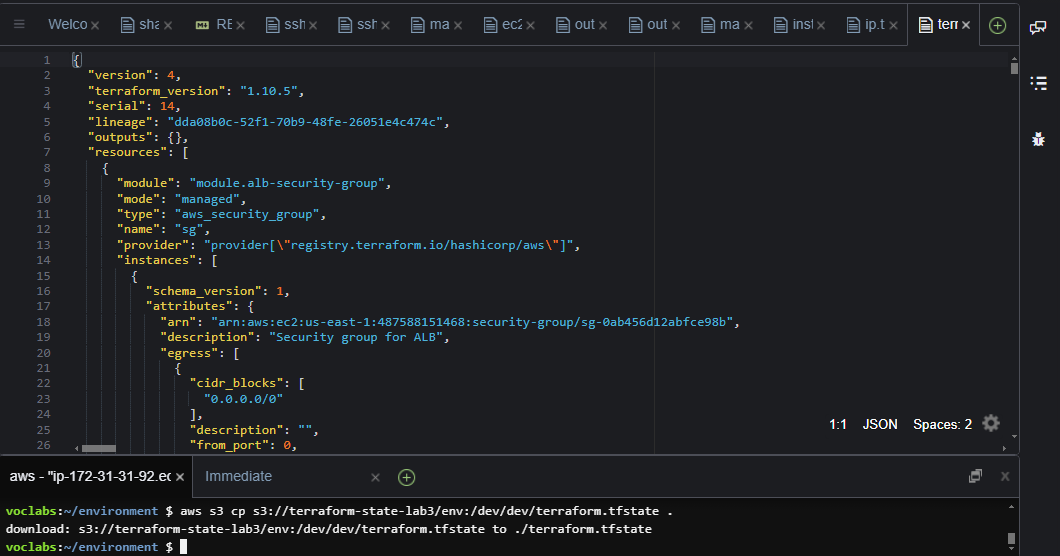 Welco
sha
RE
ssh
ssh
ma
ec2
out
out
ma
inst
ip.t
terr
1 {
2 "version": 4,
3 "terraform_version": "1.10.5",
4 "serial": 14,
5 "lineage": "dda08b0c-52f1-70b9-48fe-26051e4c474c",
6 "outputs": {},
7 "resources": [
8 {
9 "module": "module.alb-security-group",
10 "mode": "managed",
11 "type": "aws_security_group",
12 "name": "sg",
13 "provider": "provider[\"registry.terraform.io/hashicorp/aws\"]",
14 "instances": [
15 {
16 "schema_version": 1,
17 "attributes": {
18 "arn": "arn:aws:ec2:us-east-1:487588151468:security-group/sg-0ab456d12abfce98b",
19 "description": "Security group for ALB",
20 "egress": [
21 {
22 "cidr_blocks": [
23 "0.0.0.0/0"
24 ],
25 "description": "",
26 "from_port": 0,
1:1 JSON Spaces: 2
aws - "ip-172-31-31-92.ec
Immediate
voclabs:~/environment $ aws s3 cp s3://terraform-state-lab3/env:/dev/dev/terraform.tfstate .
download: s3://terraform-state-lab3/env:/dev/dev/terraform.tfstate to ./terraform.tfstate
voclabs:~/environment $